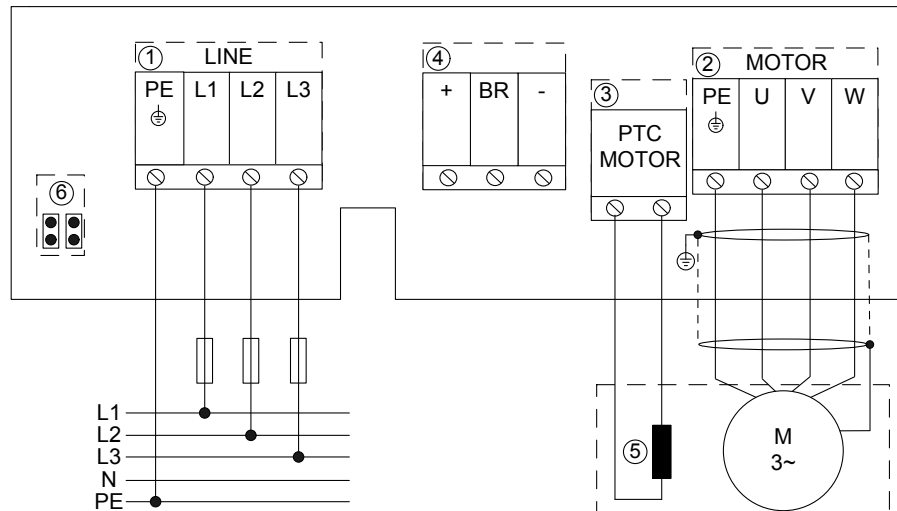 ① LINE
PE L1 L2 L3
④
+ BR -
③
PTC
MOTOR
② MOTOR
PE U V W
⑥
L1
L2
L3
N
PE
⑤
M
3~